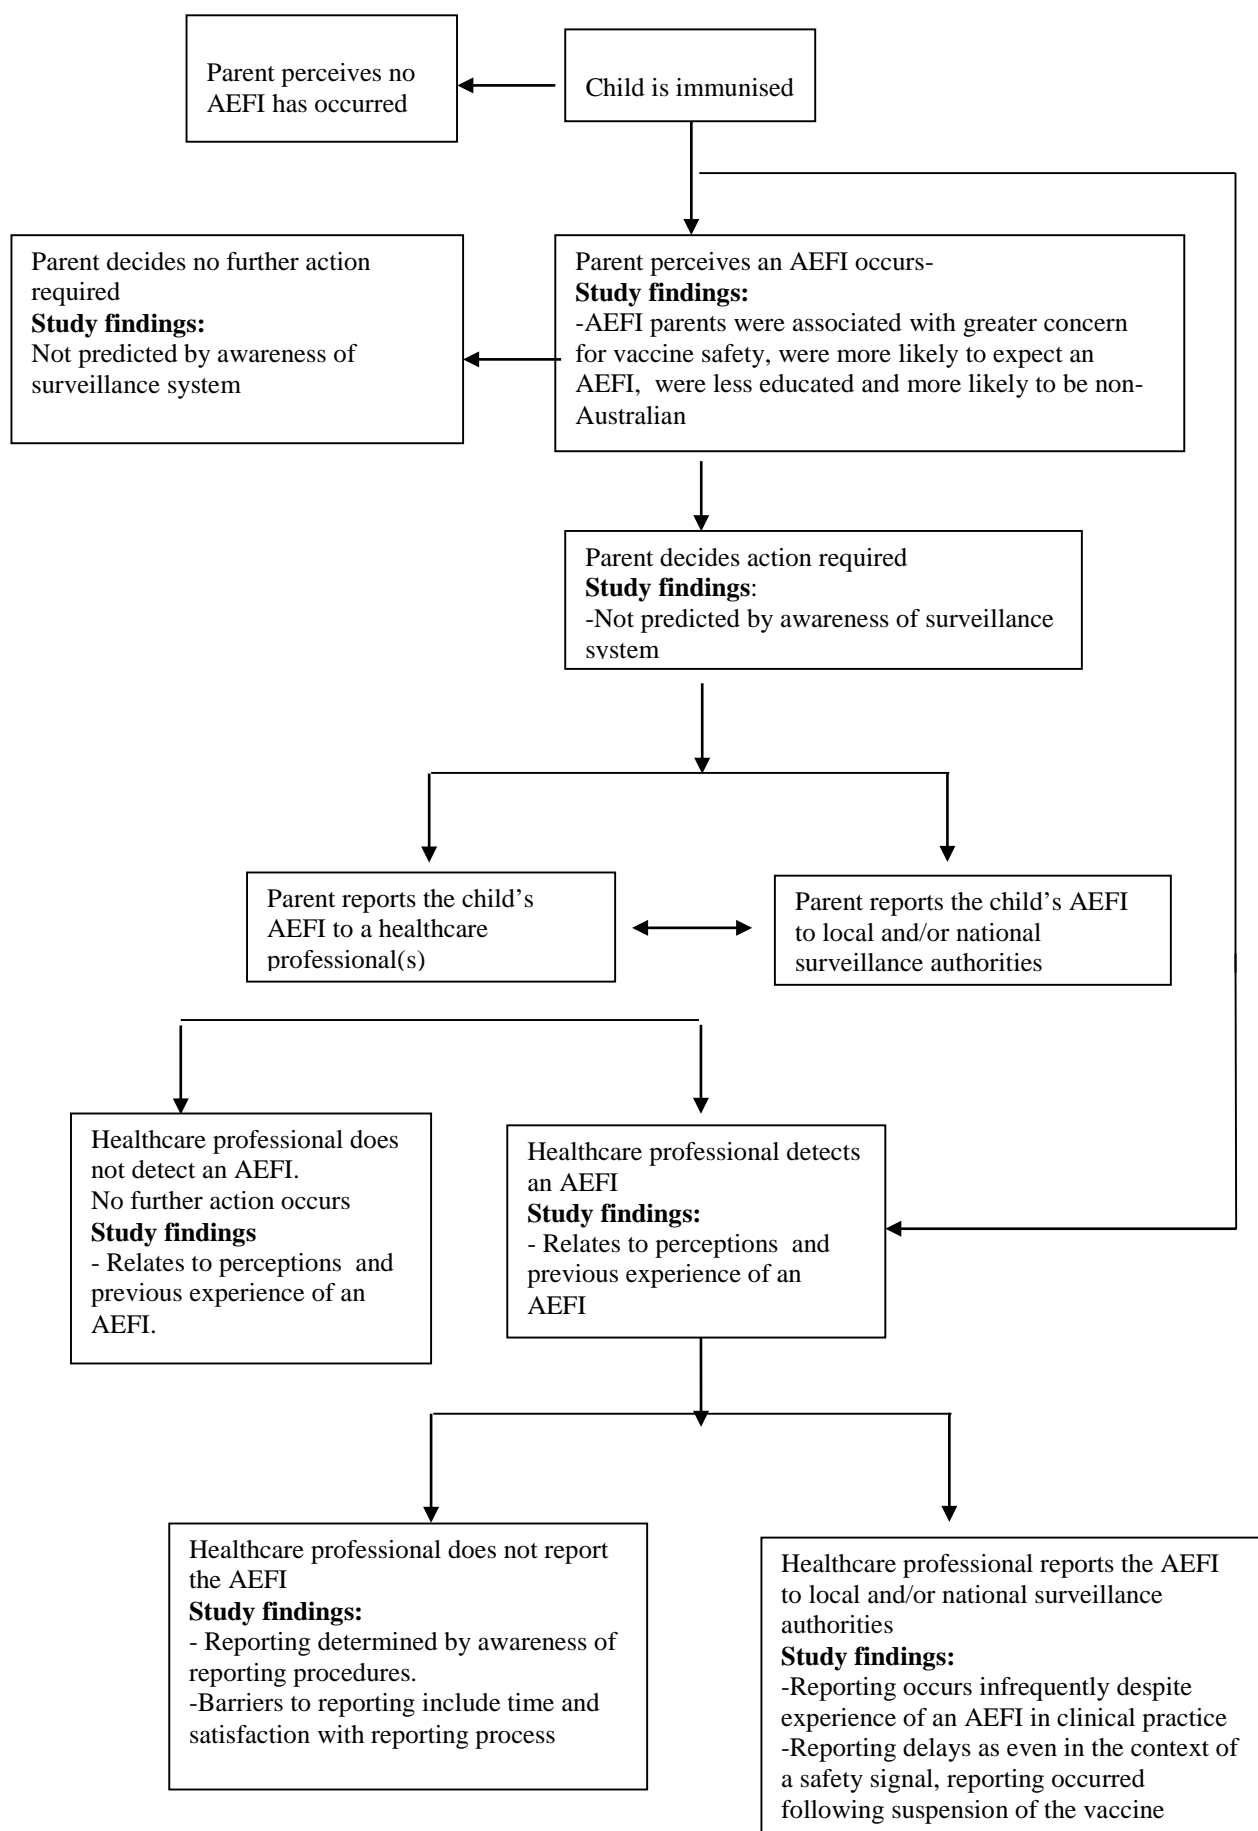 Parent perceives no
AEFI has occurred
Child is immunised
Parent decides no further action
required
Study findings:
Not predicted by awareness of
surveillance system
Parent perceives an AEFI occurs-
Study findings:
-AEFI parents were associated with greater concern
for vaccine safety, were more likely to expect an
AEFI,  were less educated and more likely to be non-
Australian
Parent decides action required
Study findings:
-Not predicted by awareness of surveillance
system
Parent reports the child’s
AEFI to a healthcare
professional(s)
Parent reports the child’s AEFI
to local and/or national
surveillance authorities
Healthcare professional does
not detect an AEFI.
No further action occurs
Study findings
- Relates to perceptions  and
previous experience of an
AEFI.
Healthcare professional detects
an AEFI
Study findings:
- Relates to perceptions  and
previous experience of an
AEFI
Healthcare professional does not report
the AEFI
Study findings:
- Reporting determined by awareness of
reporting procedures.
-Barriers to reporting include time and
satisfaction with reporting process
Healthcare professional reports the AEFI
to local and/or national surveillance
authorities
Study findings:
-Reporting occurs infrequently despite
experience of an AEFI in clinical practice
-Reporting delays as even in the context of
a safety signal, reporting occurred
following suspension of the vaccine